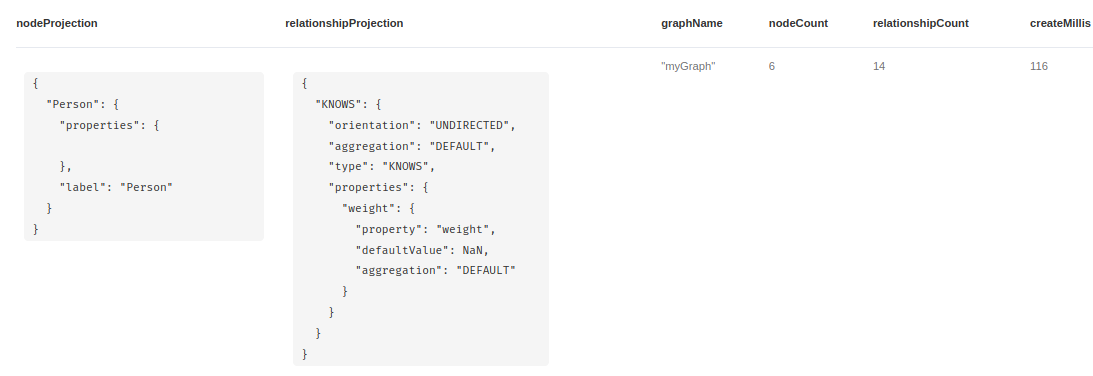 nodeProjection relationshipProjection graphName nodeCount relationshipCount createMillis
"myGraph" 6 14 116
{
"Person": {
"properties": {
},
"label": "Person"
}
}
{
"KNOWS": {
"orientation": "UNDIRECTED",
"aggregation": "DEFAULT",
"type": "KNOWS",
"properties": {
"weight": {
"property": "weight",
"defaultValue": NaN,
"aggregation": "DEFAULT"
}
}
}
}